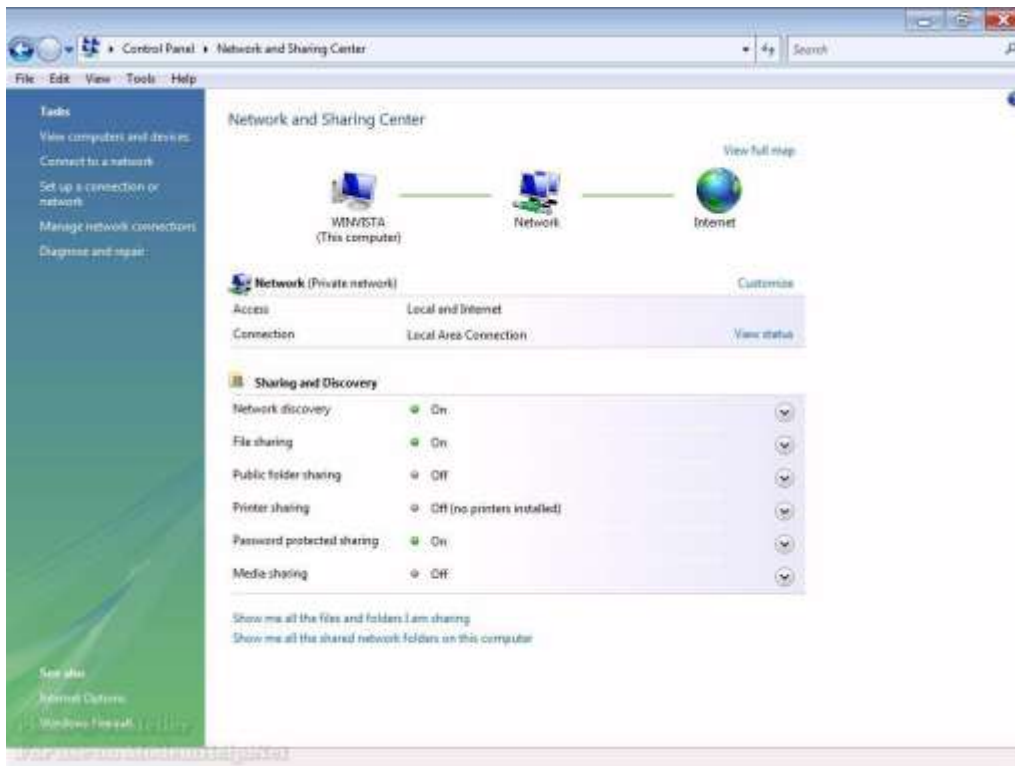 Control Panel Network and Sharing Center
Search
File Edit View Tools Help
Tasks
View computers and devices
Connect to a network
Set up a connection or
network
Manage network connections
Diagnose and repair
See also
Internet Options
Windows Firewall
Network and Sharing Center
View full map
WINVISTA
(This computer)
Network
Internet
Network (Private network) Customize
Access Local and Internet
Connection Local Area Connection View status
Sharing and Discovery
Network discovery On
File sharing On
Public folder sharing Off
Printer sharing Off (no printers installed)
Password protected sharing On
Media sharing Off
Show me all the files and folders I am sharing
Show me all the shared network folders on this computer